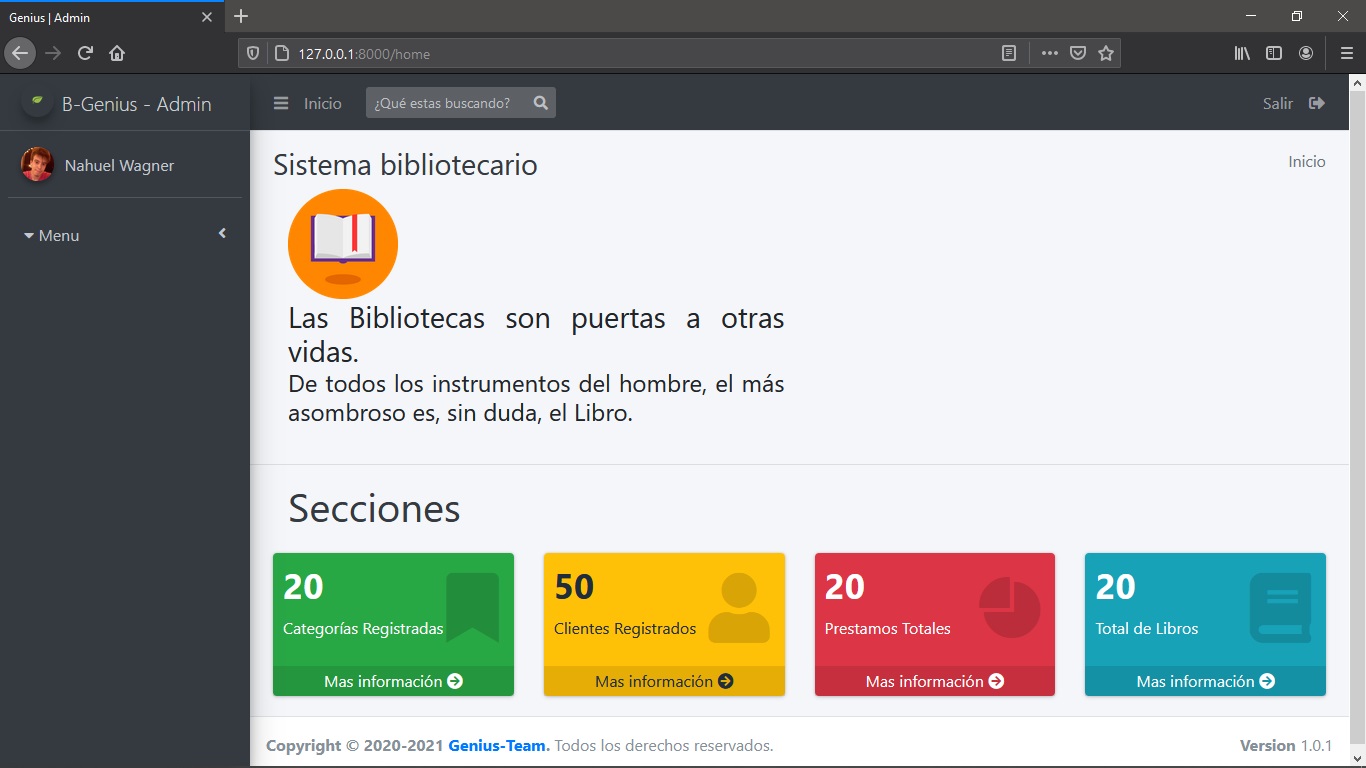 Genius | Admin
127.0.0.1:8000/home
B-Genius - Admin
Inicio
¿Qué estas buscando?
Salir
Nahuel Wagner
Menu
Sistema bibliotecario
Inicio
Las Bibliotecas son puertas a otras
vidas.
De todos los instrumentos del hombre, el más
asombroso es, sin duda, el Libro.
Secciones
20
Categorías Registradas
Mas información
50
Clientes Registrados
Mas información
20
Prestamos Totales
Mas información
20
Total de Libros
Mas información
Copyright © 2020-2021 Genius-Team. Todos los derechos reservados.
Version 1.0.1